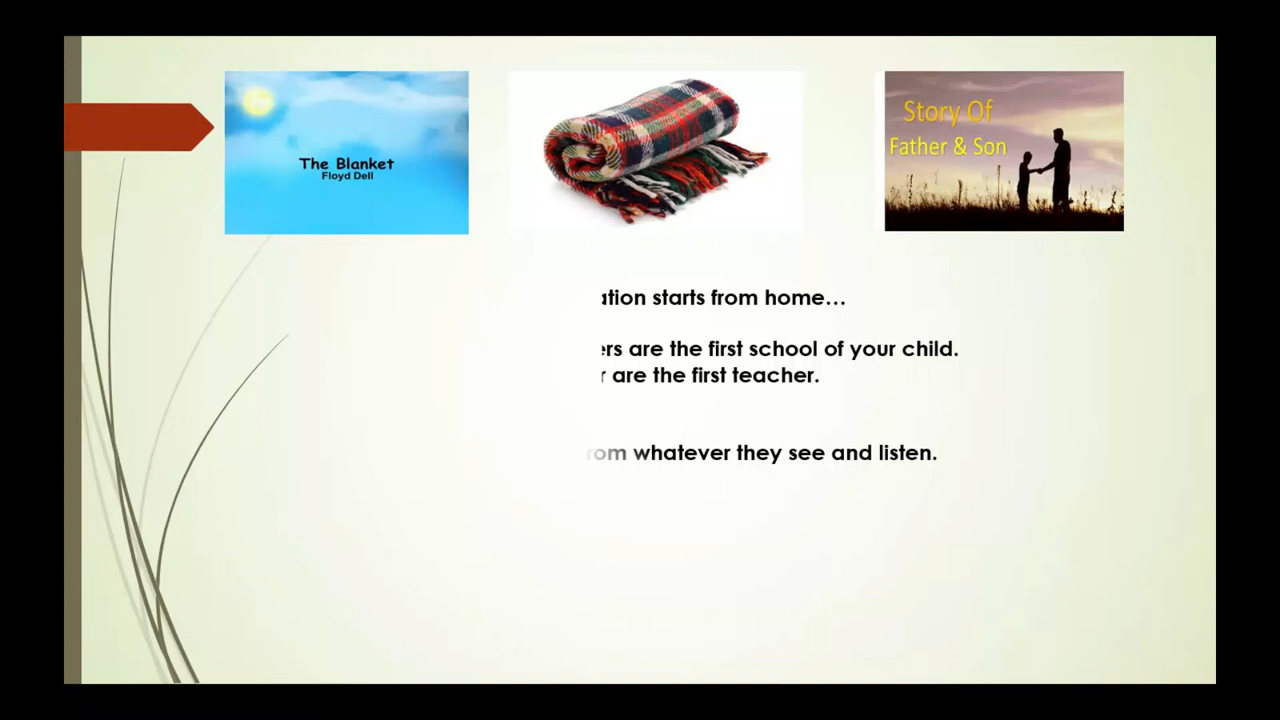 The Blanket
Floyd Dell
Story Of
Father & Son
starts from home…
are the first school of your child.
are the first teacher.
whatever they see and listen.